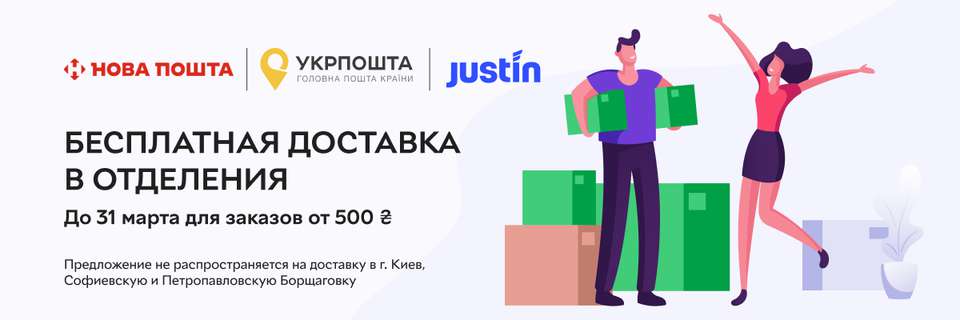 НОВА ПОШТА
УКРПОШТА
ГОЛОВНА ПОШТА КРАЇНИ
justin
БЕСПЛАТНАЯ ДОСТАВКА
В ОТДЕЛЕНИЯ
До 31 марта для заказов от 500 ₴
Предложение не распространяется на доставку в г. Киев,
Софиевскую и Петропавловскую Борщаговку